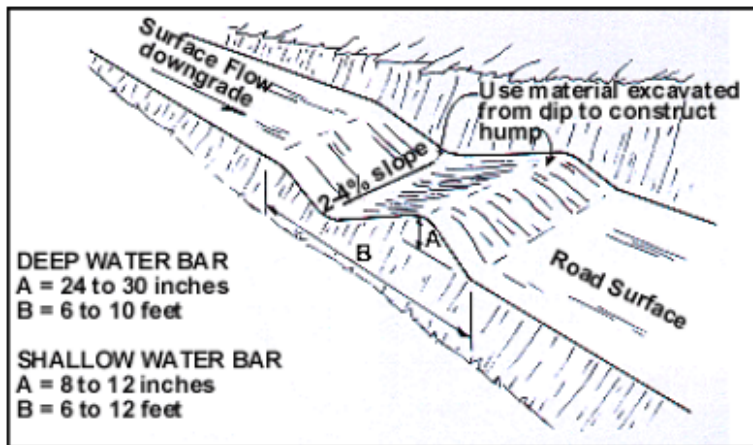 Surface Flow
downgrade
Use material excavated
from dip to construct
hump
2-4% slope
A
B
Road Surface
DEEP WATER BAR
A = 24 to 30 inches
B = 6 to 10 feet
SHALLOW WATER BAR
A = 8 to 12 inches
B = 6 to 12 feet